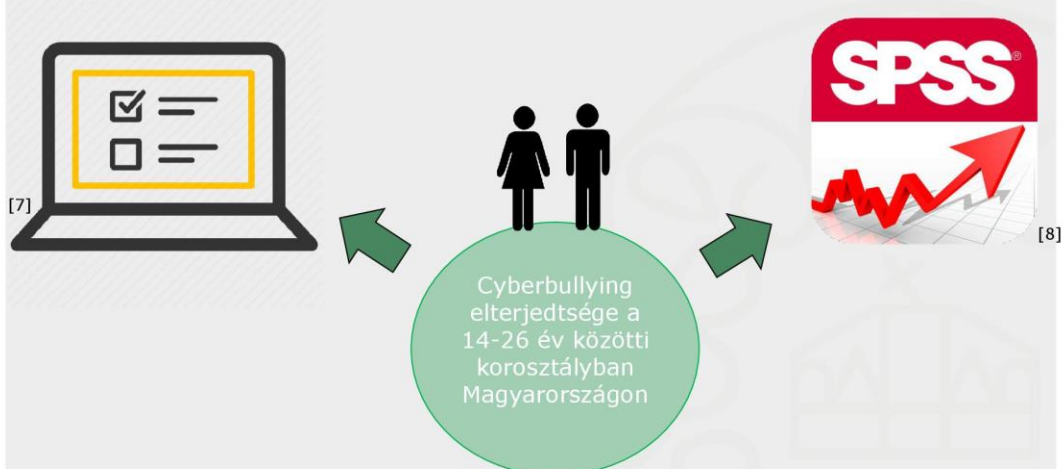 [7]
SPSS®
[8]
Cyberbullying
elterjedtsége a
14-26 év közötti
korosztályban
Magyarországon